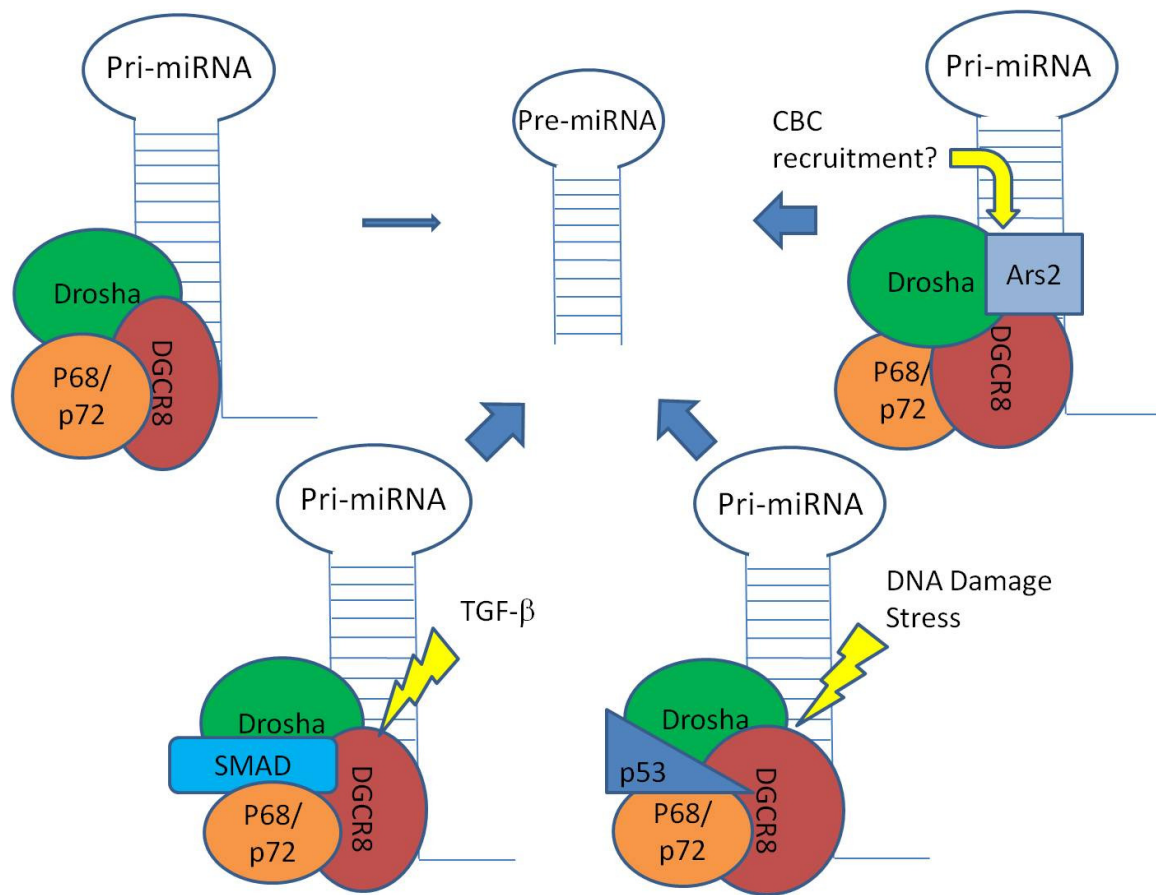 Pri-miRNA
Drosha
DGCR8
P68/
p72
Pre-miRNA
CBC
recruitment?
Pri-miRNA
Drosha
Ars2
DGCR8
P68/
p72
Pri-miRNA
TGF-β
Drosha
SMAD
DGCR8
P68/
p72
Pri-miRNA
DNA Damage
Stress
Drosha
p53
DGCR8
P68/
p72